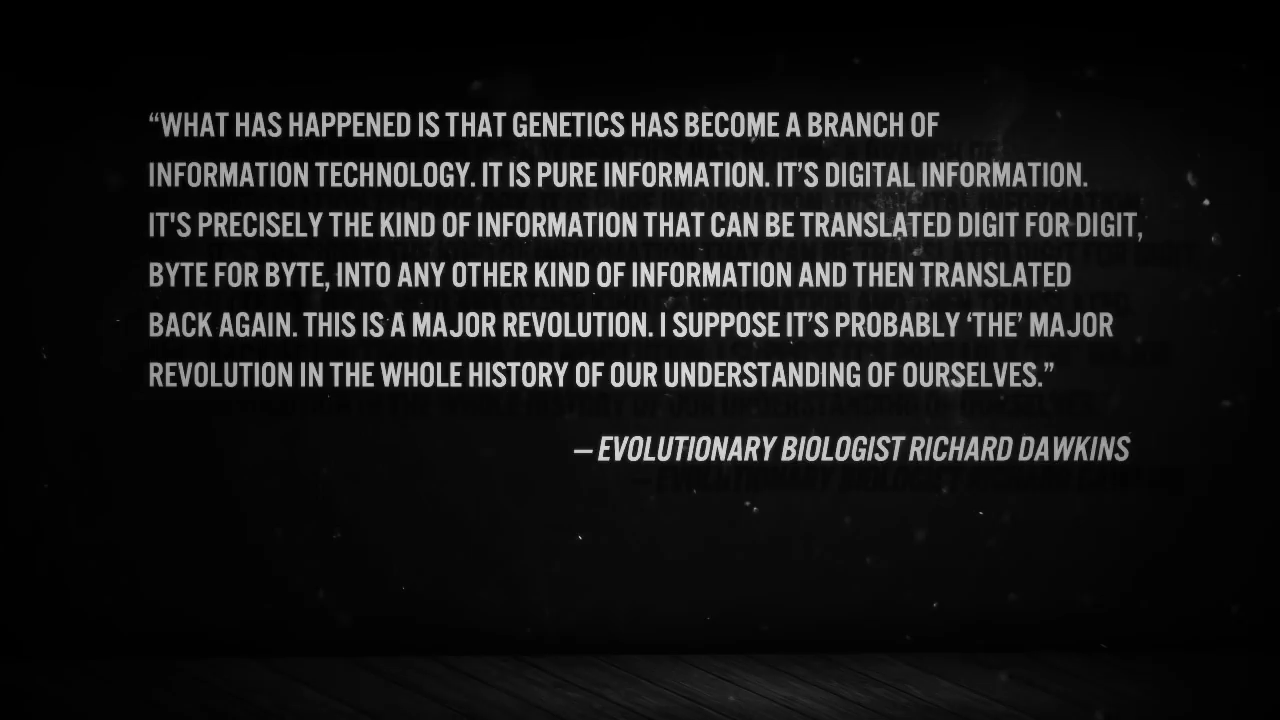 “WHAT HAS HAPPENED IS THAT GENETICS HAS BECOME A BRANCH OF
INFORMATION TECHNOLOGY. IT IS PURE INFORMATION. IT’S DIGITAL INFORMATION.
IT'S PRECISELY THE KIND OF INFORMATION THAT CAN BE TRANSLATED DIGIT FOR DIGIT,
BYTE FOR BYTE, INTO ANY OTHER KIND OF INFORMATION AND THEN TRANSLATED
BACK AGAIN. THIS IS A MAJOR REVOLUTION. I SUPPOSE IT’S PROBABLY ‘THE’ MAJOR
REVOLUTION IN THE WHOLE HISTORY OF OUR UNDERSTANDING OF OURSELVES.”
– EVOLUTIONARY BIOLOGIST RICHARD DAWKINS